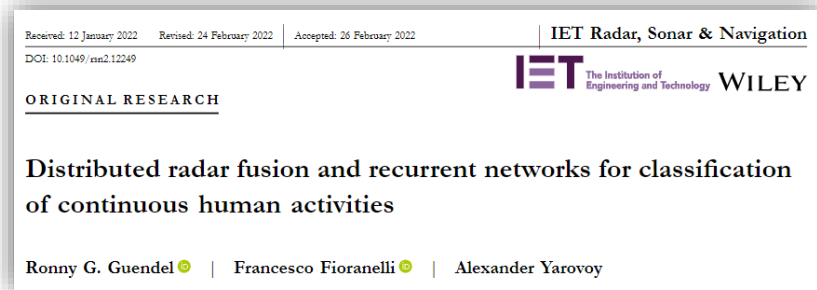 Received: 12 January 2022 Revised: 24 February 2022 Accepted: 26 February 2022
IET Radar, Sonar & Navigation
DOI: 10.1049/rsn2.12249
IET The Institution of
Engineering and Technology WILEY
ORIGINAL RESEARCH
Distributed radar fusion and recurrent networks for classification
of continuous human activities
Ronny G. Guendel | Francesco Fioranelli | Alexander Yarovoy